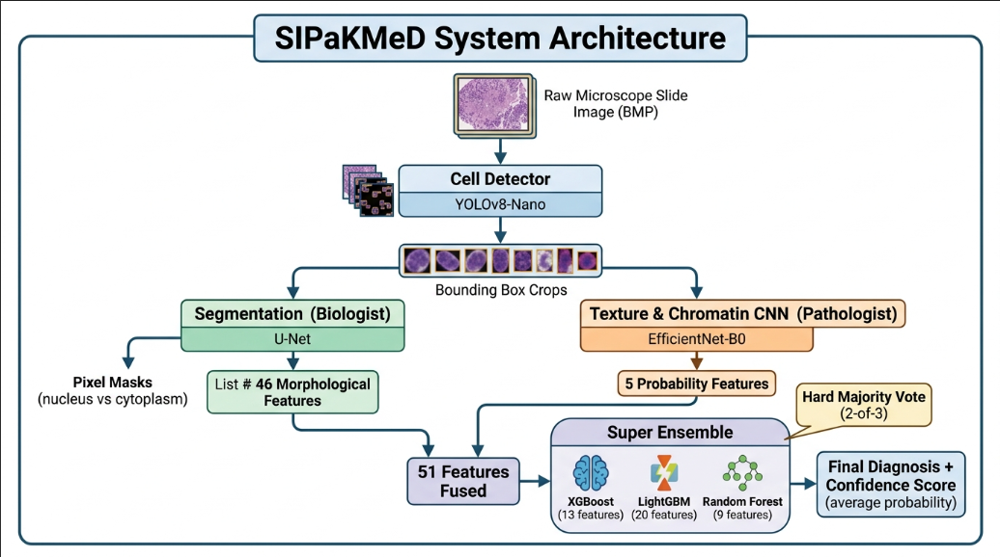 SIPaKMeD System Architecture
Raw Microscope Slide
Image (BMP)
Cell Detector
YOLOv8-Nano
Bounding Box Crops
Segmentation (Biologist)
U-Net
Texture & Chromatin CNN (Pathologist)
EfficientNet-B0
Pixel Masks
(nucleus vs cytoplasm)
List # 46 Morphological
Features
5 Probability Features
Hard Majority Vote
(2-of-3)
Super Ensemble
51 Features
Fused
XGBoost
(13 features)
LightGBM
(20 features)
Random Forest
(9 features)
Final Diagnosis +
Confidence Score
(average probability)